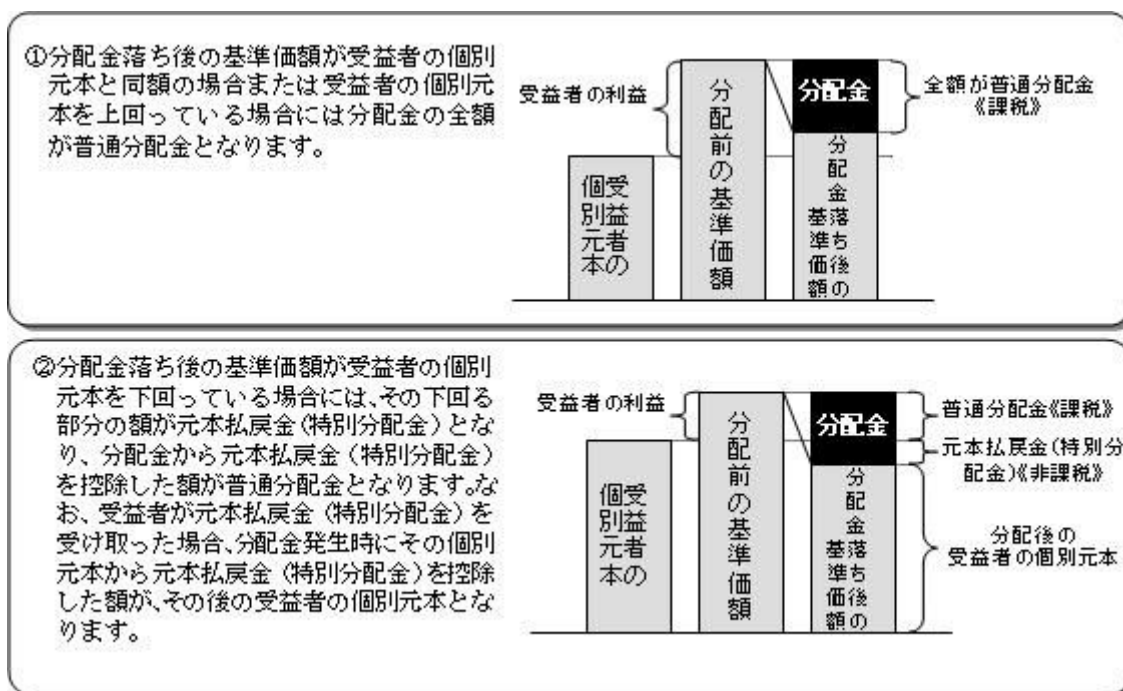 ①分配金落ち後の基準価額が受益者の個別
元本と同額の場合または受益者の個別元
本を上回っている場合には分配金の全額
が普通分配金となります。
受益者の利益
受益者の
個別元本
分配前の基準価額
分配金
分配金落ち後の
基準価額
全額が普通分配金
《課税》
②分配金落ち後の基準価額が受益者の個別
元本を下回っている場合には、その下回る
部分の額が元本払戻金(特別分配金)とな
り、分配金から元本払戻金(特別分配金)
を控除した額が普通分配金となります。な
お、受益者が元本払戻金(特別分配金)を
受け取った場合、分配金発生時にその個別
元本から元本払戻金(特別分配金)を控除
した額が、その後の受益者の個別元本とな
ります。
受益者の利益
受益者の
個別元本
分配前の基準価額
分配金
分配金落ち後の
基準価額
普通分配金《課税》
元本払戻金(特別分
配金)《非課税》
分配後の
受益者の個別元本